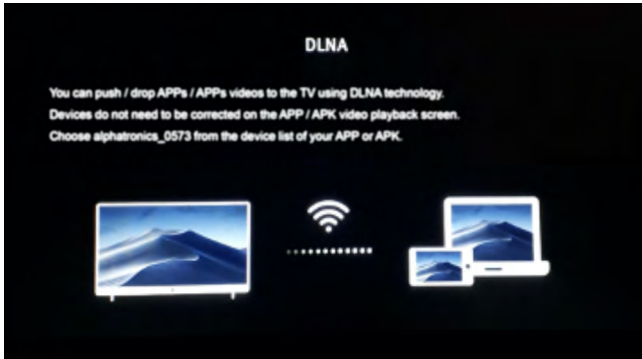 DLNA
You can push / drop APPs / APPs videos to the TV using DLNA technology.
Devices do not need to be corrected on the APP / APK video playback screen.
Choose alphatronics_0573 from the device list of your APP or APK.